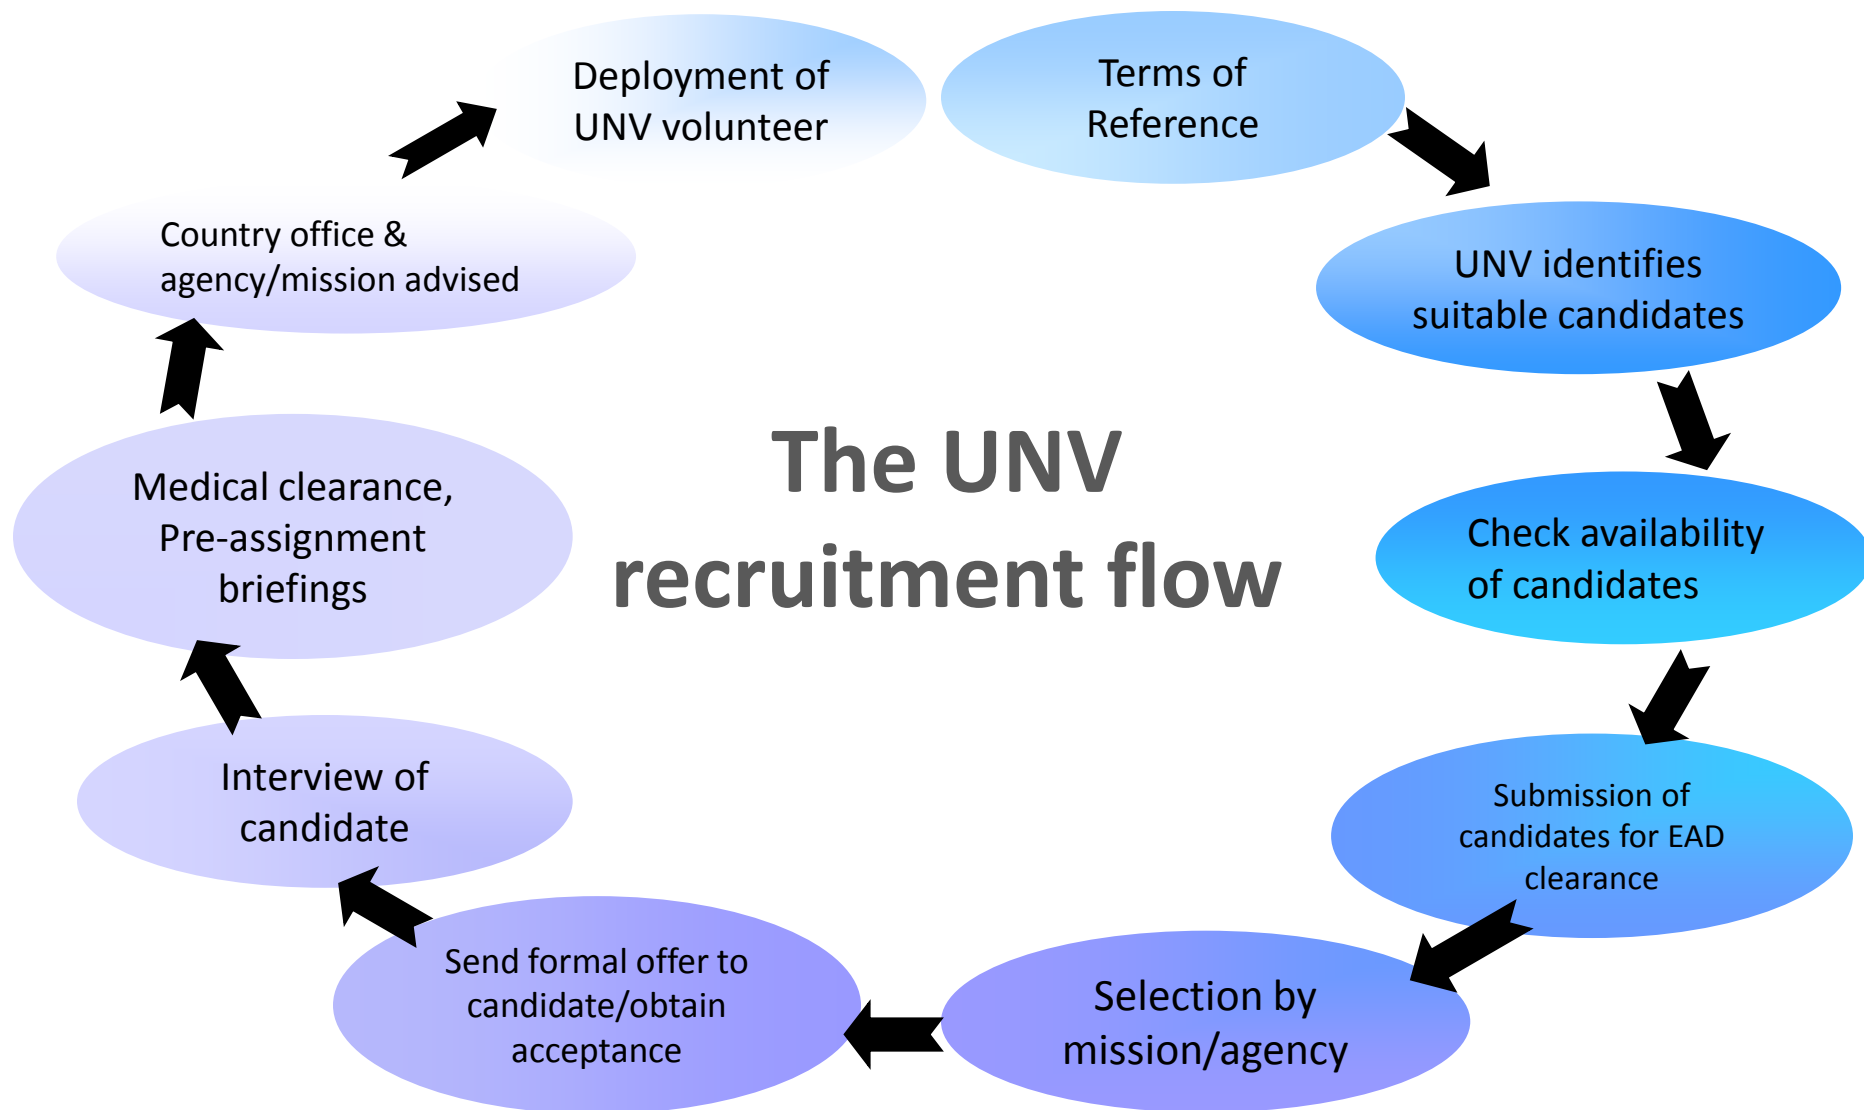 Deployment of
UNV volunteer
Terms of
Reference
Country office &
agency/mission advised
UNV identifies
suitable candidates
The UNV
recruitment flow
Medical clearance,
Pre-assignment
briefings
Check availability
of candidates
Interview of
candidate
Submission of
candidates for EAD
clearance
Send formal offer to
candidate/obtain
acceptance
Selection by
mission/agency